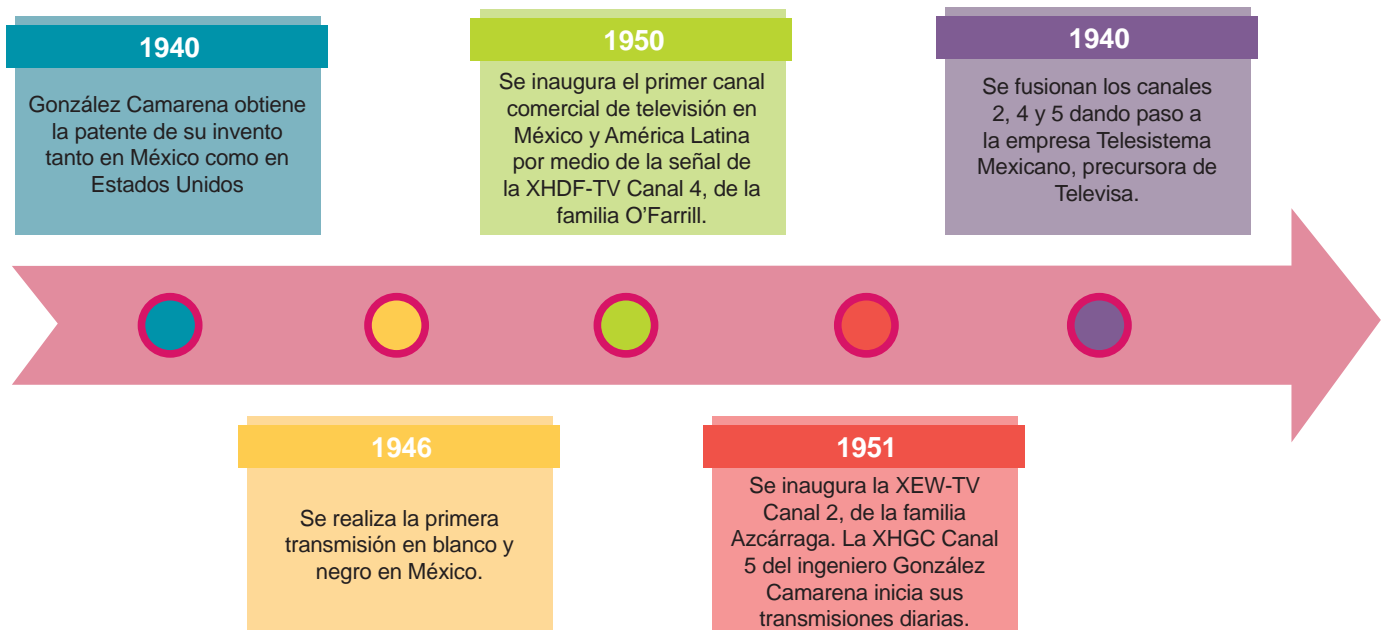 1940
González Camarena obtiene
la patente de su invento
tanto en México como en
Estados Unidos
1946
Se realiza la primera
transmisión en blanco y
negro en México.
1950
Se inaugura el primer canal
comercial de televisión en
México y América Latina
por medio de la señal de
la XHDF-TV Canal 4, de la
familia O’Farrill.
1951
Se inaugura la XEW-TV
Canal 2, de la familia
Azcárraga. La XHGC Canal
5 del ingeniero González
Camarena inicia sus
transmisiones diarias.
1940
Se fusionan los canales
2, 4 y 5 dando paso a
la empresa Telesistema
Mexicano, precursora de
Televisa.